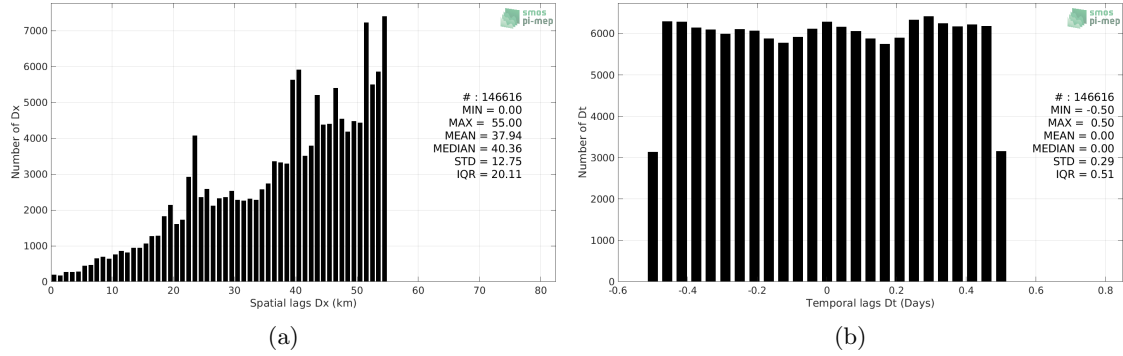 7000
6000
5000
4000
3000
2000
1000
0
Number of Dx
0 10 20 30 40 50 60 70 80
Spatial lags Dx (km)
smos
pi-mep
# : 146616
MIN = 0.00
MAX = 55.00
MEAN = 37.94
MEDIAN = 40.36
STD = 12.75
IQR = 20.11
(a)
6000
5000
4000
3000
2000
1000
0
Number of Dt
-0.6 -0.4 -0.2 0 0.2 0.4 0.6 0.8
Temporal lags Dt (Days)
smos
pi-mep
# : 146616
MIN = -0.50
MAX = 0.50
MEAN = 0.00
MEDIAN = 0.00
STD = 0.29
IQR = 0.51
(b)